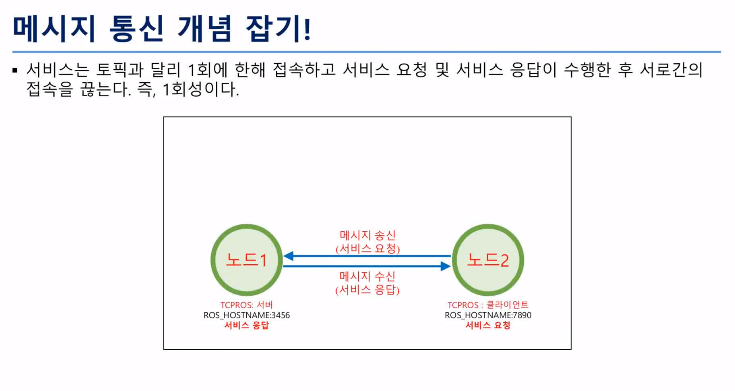 메시지 통신 개념 잡기!
▪ 서비스는 토픽과 달리 1회에 한해 접속하고 서비스 요청 및 서비스 응답이 수행한 후 서로간의
접속을 끊는다. 즉, 1회성이다.
메시지 송신
(서비스 요청)
노드1
노드2
메시지 수신
(서비스 응답)
TCPROS: 서버
ROS_HOSTNAME:3456
서비스 응답
TCPROS : 클라이언트
ROS_HOSTNAME:7890
서비스 요청